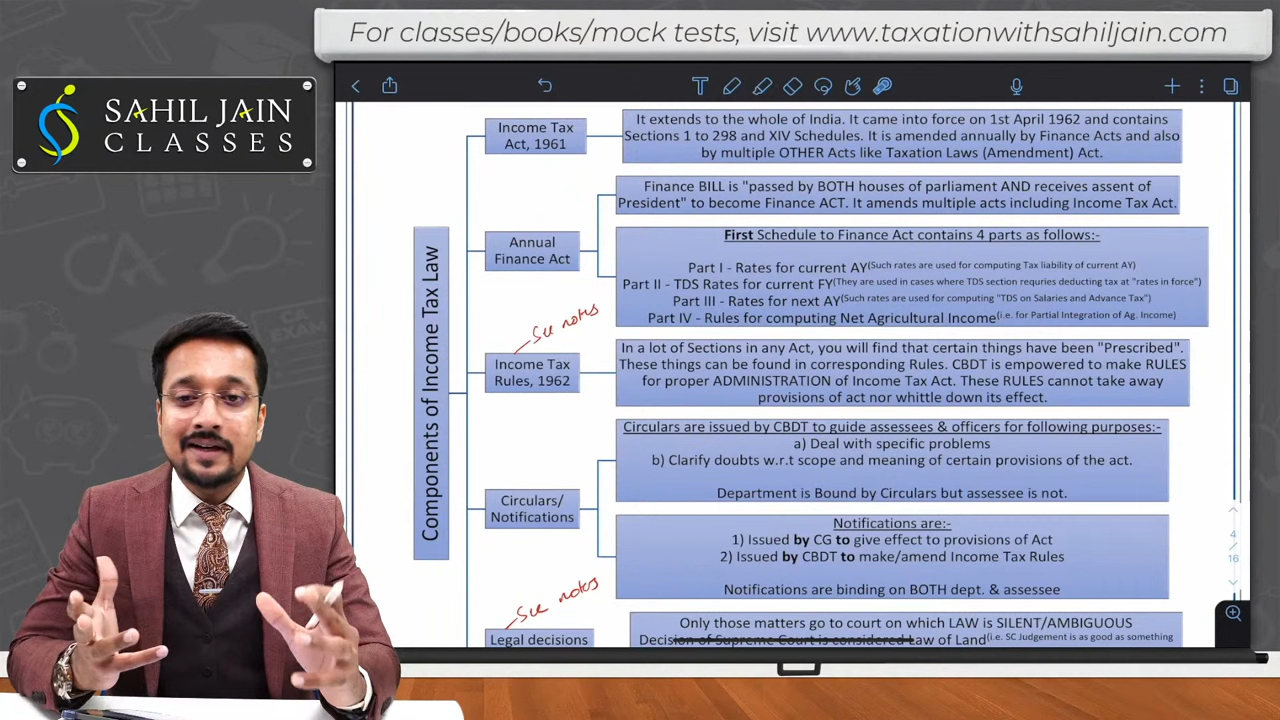 For classes/books/mock tests, visit www.taxationwithsahiljain.com
SAHIL JAIN
CLASSES
Components of Income Tax Law
Income Tax
Act, 1961
It extends to the whole of India. It came into force on 1st April 1962 and contains
Sections 1 to 298 and XIV Schedules. It is amended annually by Finance Acts and also
by multiple OTHER Acts like Taxation Laws (Amendment) Act.
Annual
Finance Act
Finance BILL is "passed by BOTH houses of parliament AND receives assent of
President" to become Finance ACT. It amends multiple acts including Income Tax Act.
First Schedule to Finance Act contains 4 parts as follows:-
Part I - Rates for current AY(Such rates are used for computing Tax liability of current AY)
Part II - TDS Rates for current FY(They are used in cases where TDS section requries deducting tax at "rates in force")
Part III - Rates for next AY(Such rates are used for computing "TDS on Salaries and Advance Tax")
Part IV - Rules for computing Net Agricultural Income(i.e. for Partial Integration of Ag. Income)
See notes
Income Tax
Rules, 1962
In a lot of Sections in any Act, you will find that certain things have been "Prescribed".
These things can be found in corresponding Rules. CBDT is empowered to make RULES
for proper ADMINISTRATION of Income Tax Act. These RULES cannot take away
provisions of act nor whittle down its effect.
Circulars/
Notifications
Circulars are issued by CBDT to guide assessees & officers for following purposes:-
a) Deal with specific problems
b) Clarify doubts w.r.t scope and meaning of certain provisions of the act.
Department is Bound by Circulars but assessee is not.
Notifications are:-
1) Issued by CG to give effect to provisions of Act
2) Issued by CBDT to make/amend Income Tax Rules
Notifications are binding on BOTH dept. & assessee
See notes
Legal decisions
Only those matters go to court on which LAW is SILENT/AMBIGUOUS
Decision of Supreme Court is considered Law of Land(i.e. SC Judgement is as good as something
4
/
16